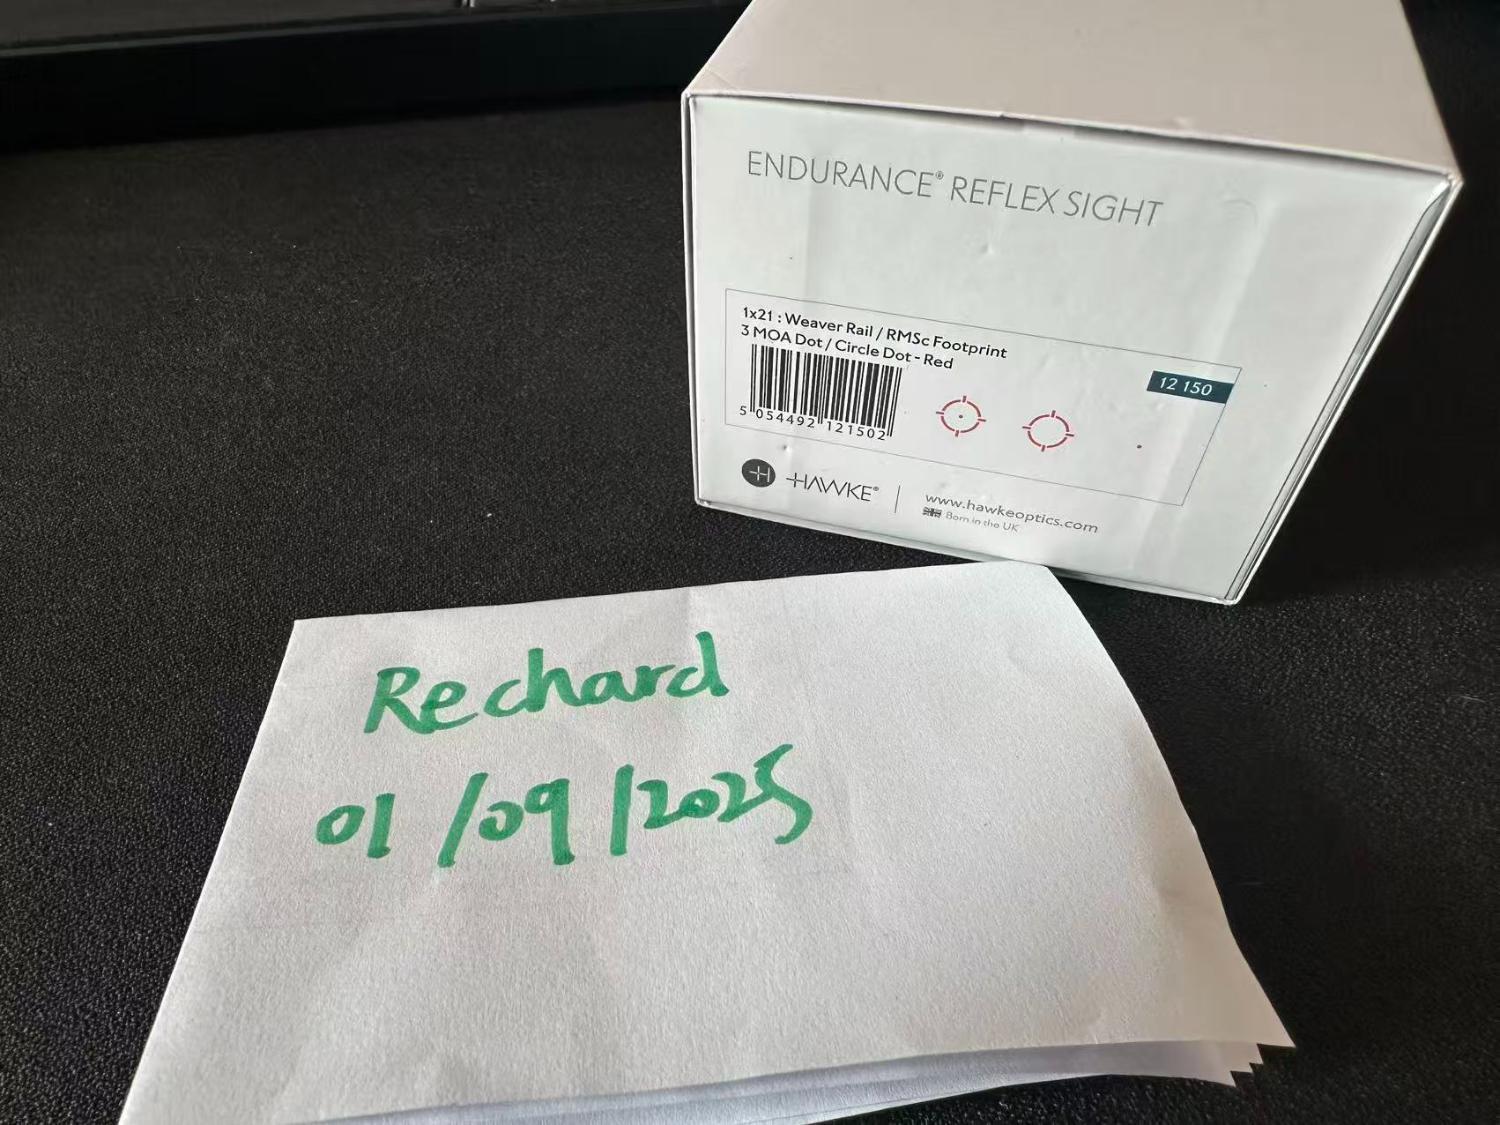 ENDURANCE® REFLEX SIGHT
1x21 : Weaver Rail / RMSc Footprint
3 MOA Dot / Circle Dot - Red
12 150
5 054492 121502
HAWKE®
www.hawkeoptics.com
Born in the UK
Rechard
01/09/2025